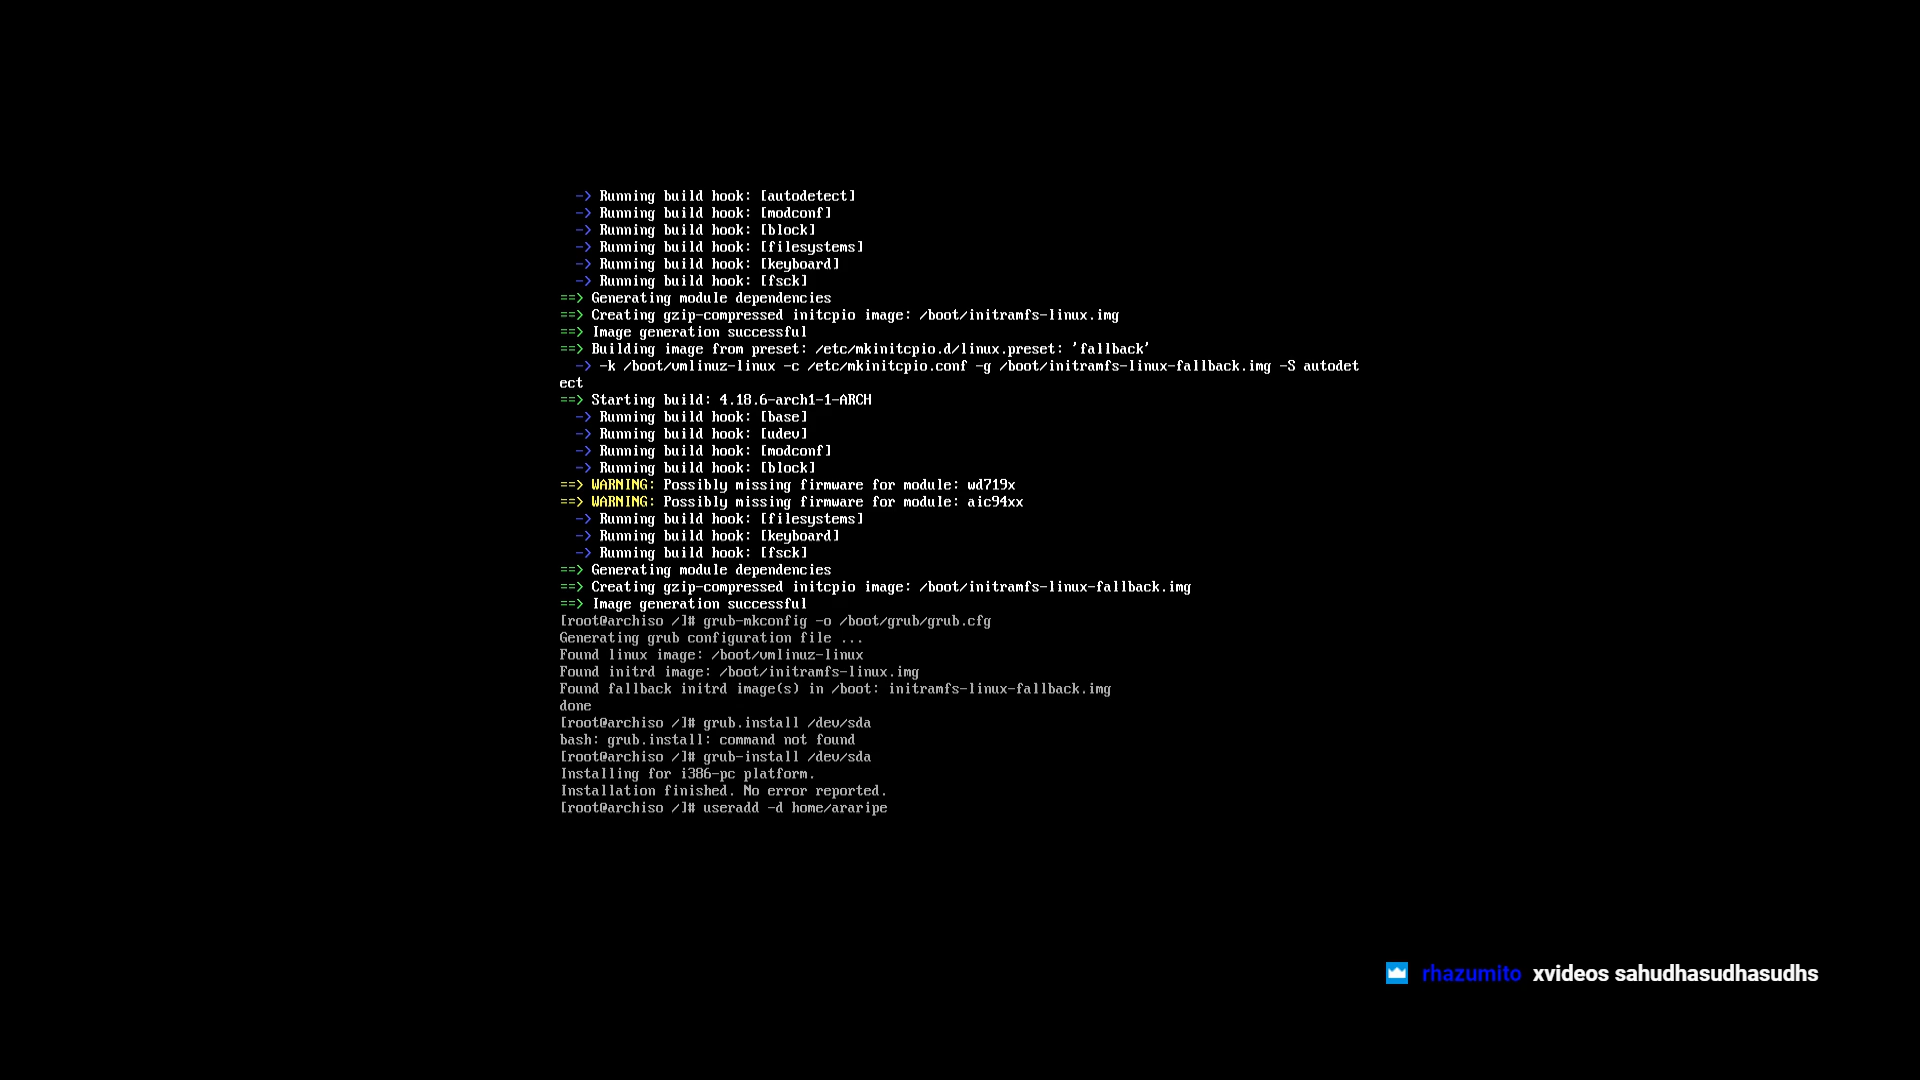 -> Running build hook: [autodetect]
-> Running build hook: [modconf]
-> Running build hook: [block]
-> Running build hook: [filesystems]
-> Running build hook: [keyboard]
-> Running build hook: [fsck]
==> Generating module dependencies
==> Creating gzip-compressed initcpio image: /boot/initramfs-linux.img
==> Image generation successful
==> Building image from preset: /etc/mkinitcpio.d/linux.preset: 'fallback'
-> -k /boot/vmlinuz-linux -c /etc/mkinitcpio.conf -g /boot/initramfs-linux-fallback.img -S autodet
ect
==> Starting build: 4.18.6-arch1-1-ARCH
-> Running build hook: [base]
-> Running build hook: [udev]
-> Running build hook: [modconf]
-> Running build hook: [block]
==> WARNING: Possibly missing firmware for module: wd719x
==> WARNING: Possibly missing firmware for module: aic94xx
-> Running build hook: [filesystems]
-> Running build hook: [keyboard]
-> Running build hook: [fsck]
==> Generating module dependencies
==> Creating gzip-compressed initcpio image: /boot/initramfs-linux-fallback.img
==> Image generation successful
[root@archiso /]# grub-mkconfig -o /boot/grub/grub.cfg
Generating grub configuration file ...
Found linux image: /boot/vmlinuz-linux
Found initrd image: /boot/initramfs-linux.img
Found fallback initrd image(s) in /boot: initramfs-linux-fallback.img
done
[root@archiso /]# grub.install /dev/sda
bash: grub.install: command not found
[root@archiso /]# grub-install /dev/sda
Installing for i386-pc platform.
Installation finished. No error reported.
[root@archiso /]# useradd -d home/araripe
rhazumito xvideos sahudhasudhasudhs